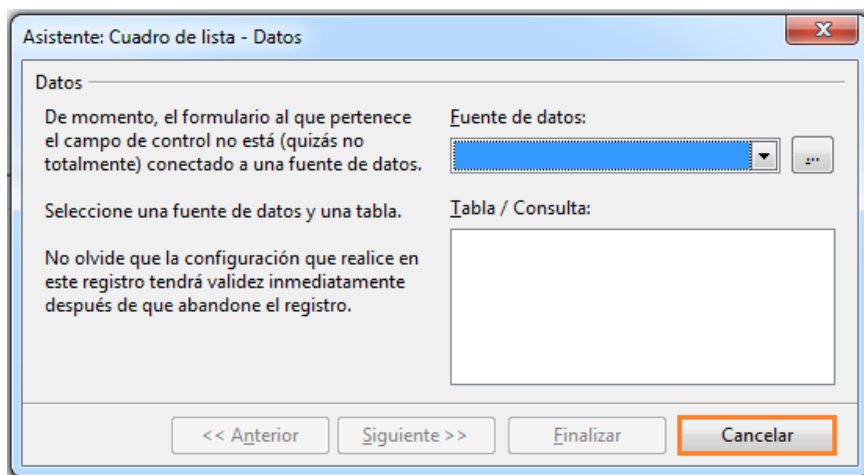 Asistente: Cuadro de lista - Datos
Datos
De momento, el formulario al que pertenece
el campo de control no está (quizás no
totalmente) conectado a una fuente de datos.
Seleccione una fuente de datos y una tabla.
No olvide que la configuración que realice en
este registro tendrá validez inmediatamente
después de que abandone el registro.
Fuente de datos:
...
Tabla / Consulta:
<< Anterior
Siguiente >>
Finalizar
Cancelar